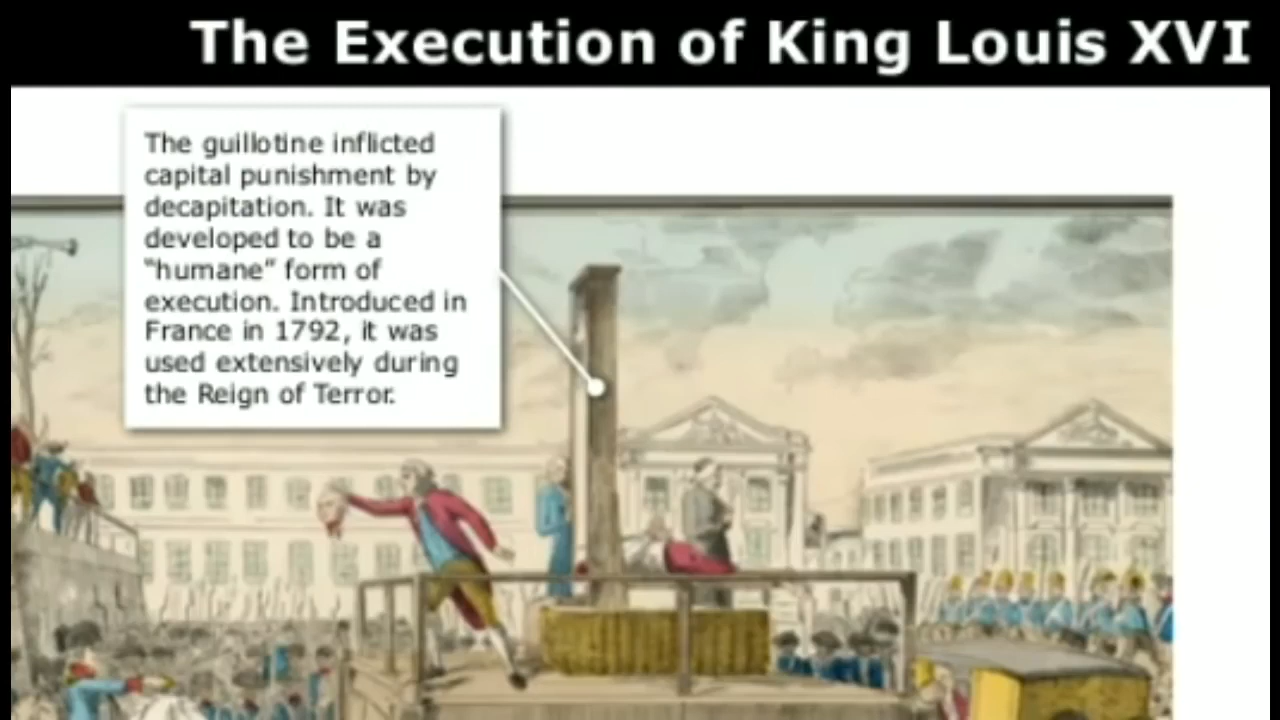 The Execution of King Louis XVI
The guillotine inflicted
capital punishment by
decapitation. It was
developed to be a
“humane” form of
execution. Introduced in
France in 1792, it was
used extensively during
the Reign of Terror.